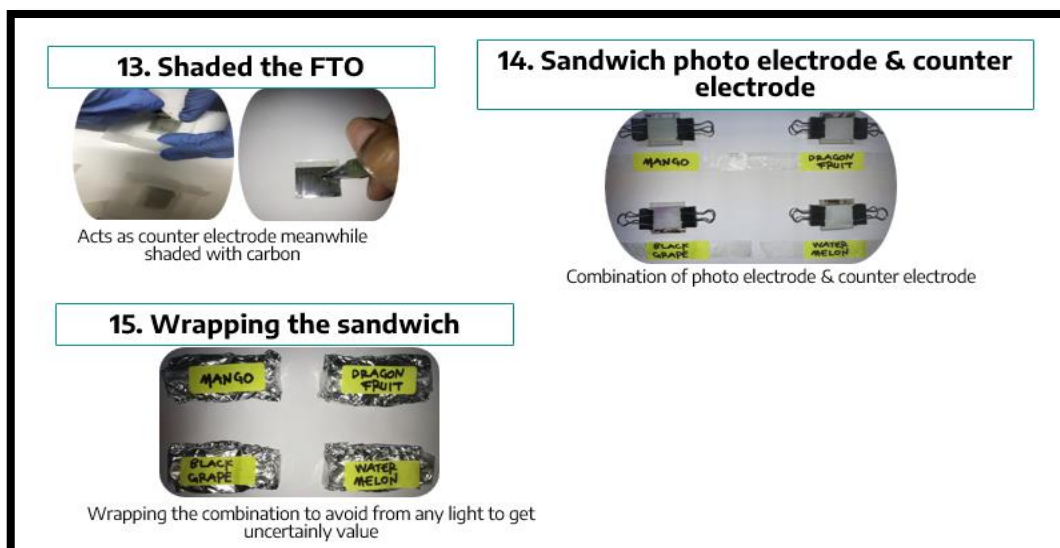 13. Shaded the FTO
Acts as counter electrode meanwhile
shaded with carbon
14. Sandwich photo electrode & counter
electrode
MANGO
DRAGON
FRUIT
BLACK
GRAPE
WATER
MELON
Combination of photo electrode & counter electrode
15. Wrapping the sandwich
MANGO
DRAGON
FRUIT
BLACK
GRAPE
WATER
MELON
Wrapping the combination to avoid from any light to get
uncertainly value